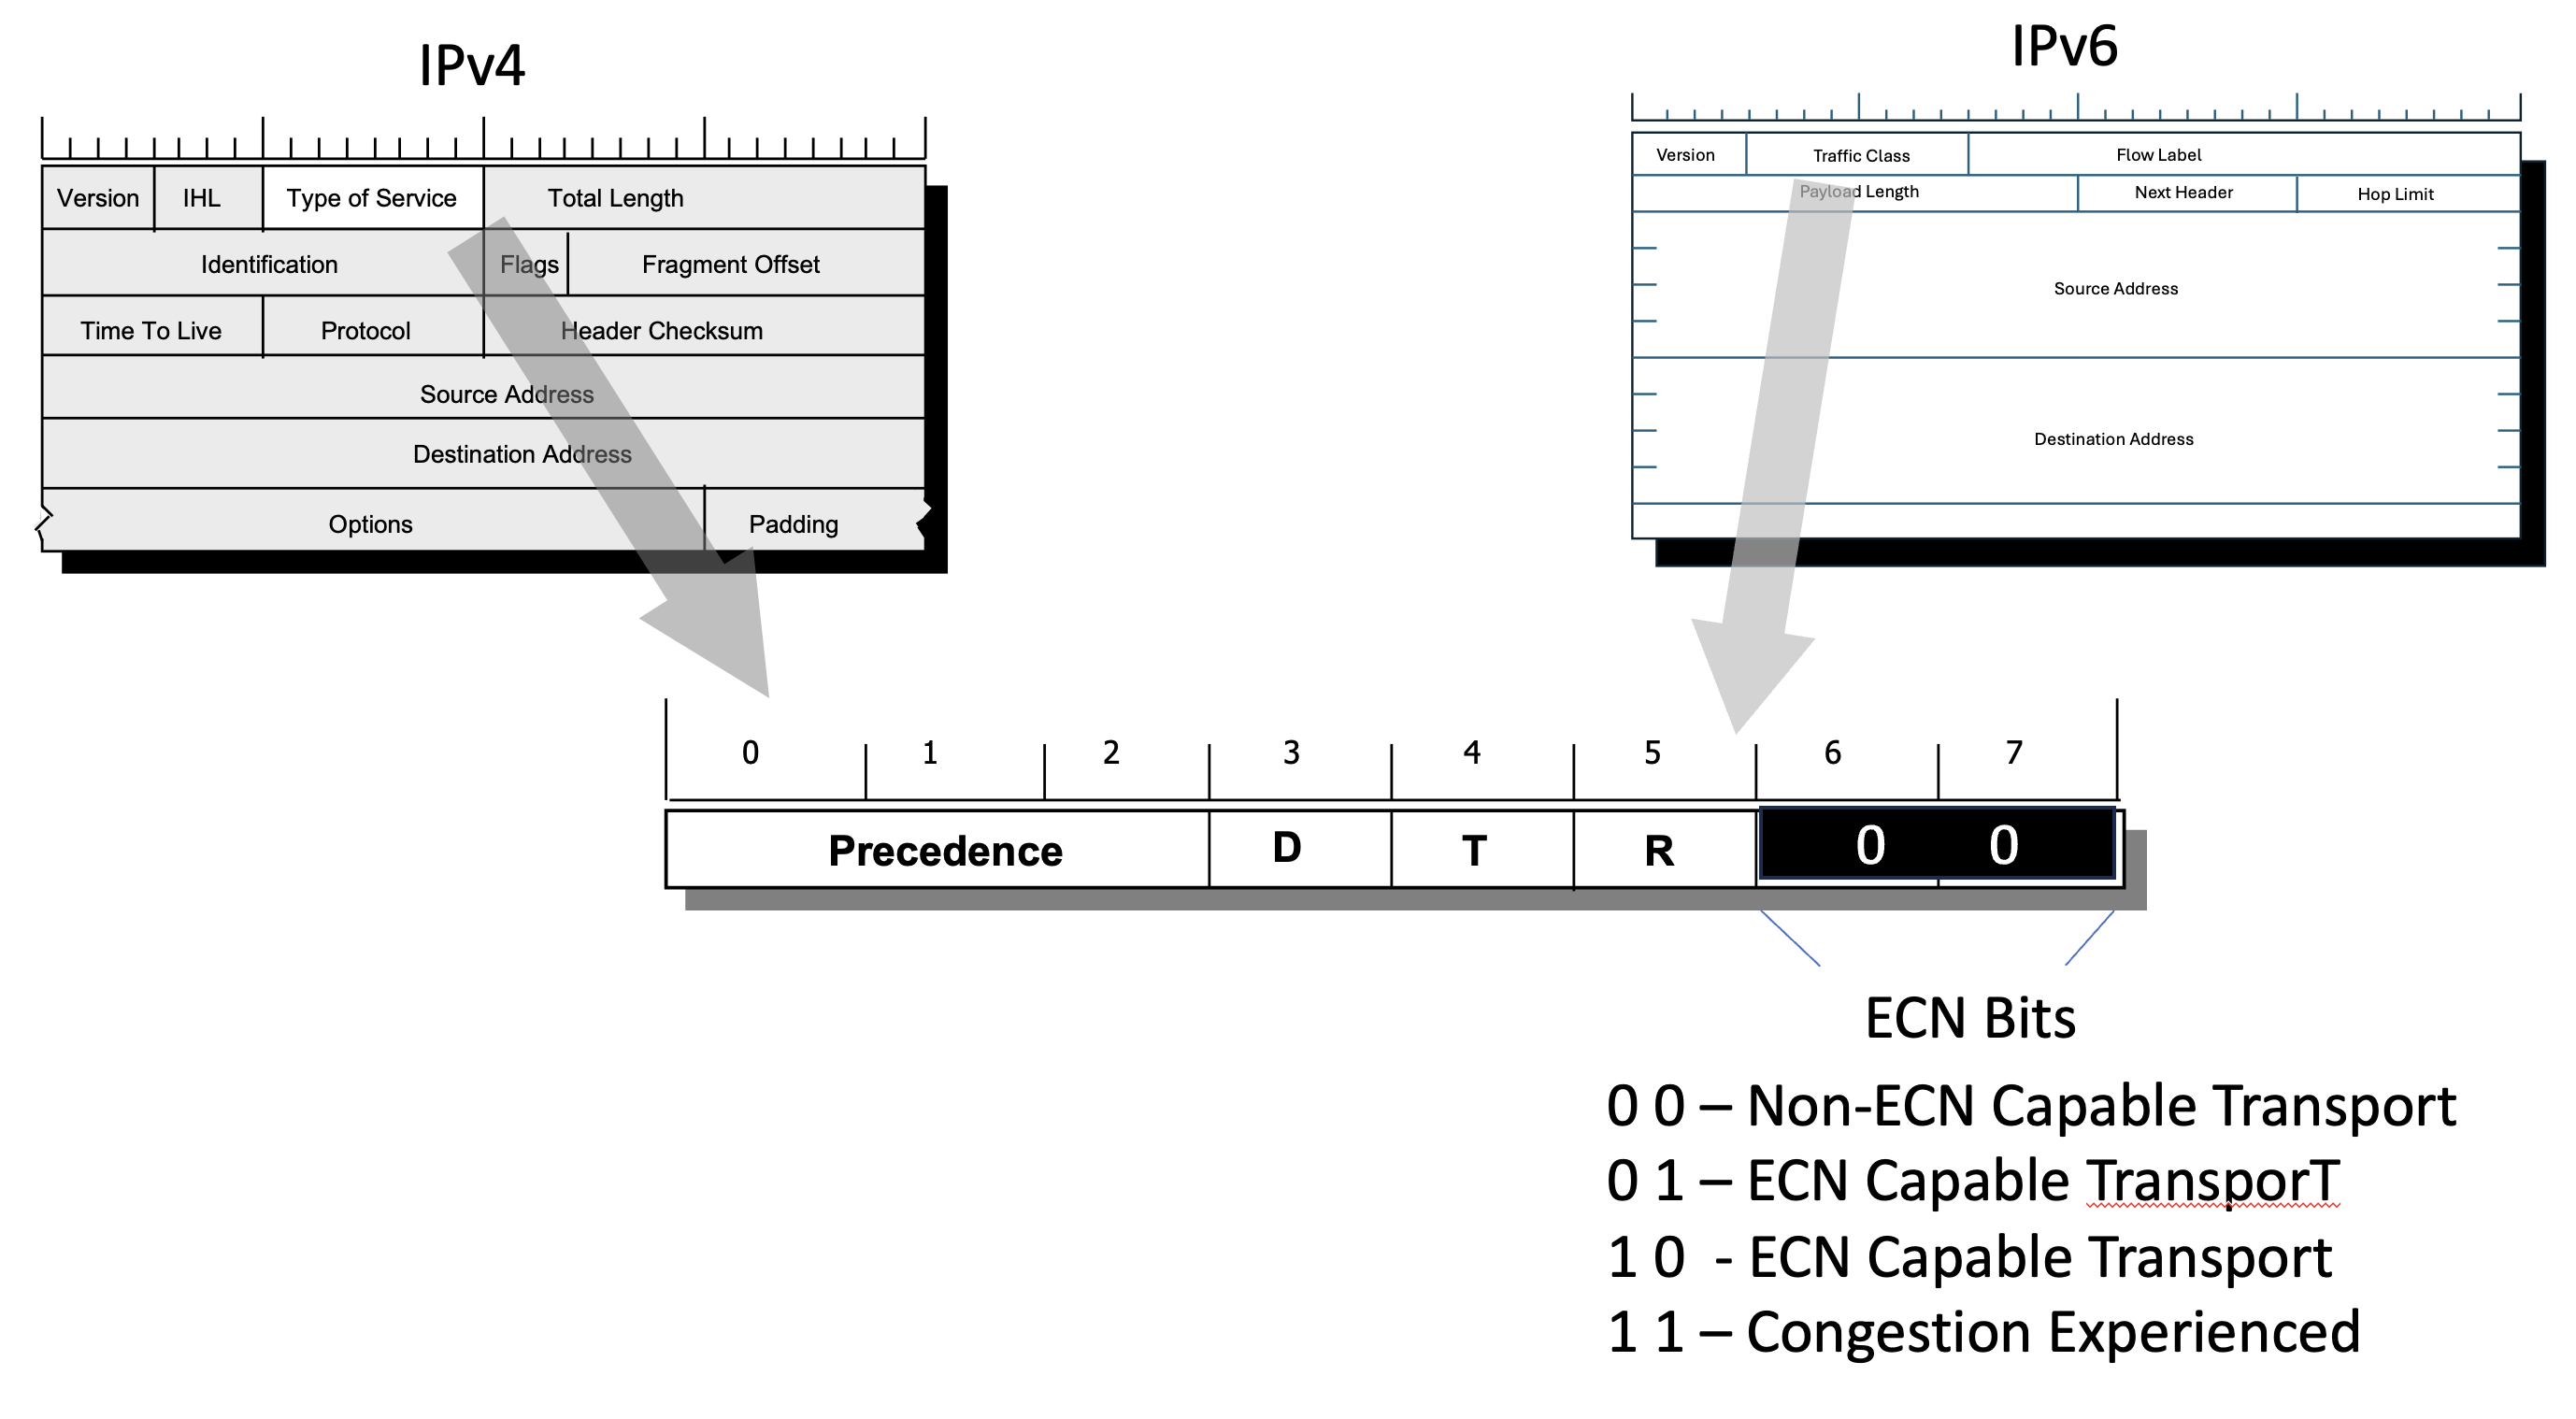 IPv4
Version IHL Type of Service Total Length
Identification Flags Fragment Offset
Time To Live Protocol Header Checksum
Source Address
Destination Address
Options Padding
IPv6
Version Traffic Class Flow Label
Payload Length Next Header Hop Limit
Source Address
Destination Address
0 1 2 3 4 5 6 7
Precedence D T R 0 0
ECN Bits
0 0 – Non-ECN Capable Transport
0 1 – ECN Capable TransporT
1 0 - ECN Capable Transport
1 1 – Congestion Experienced